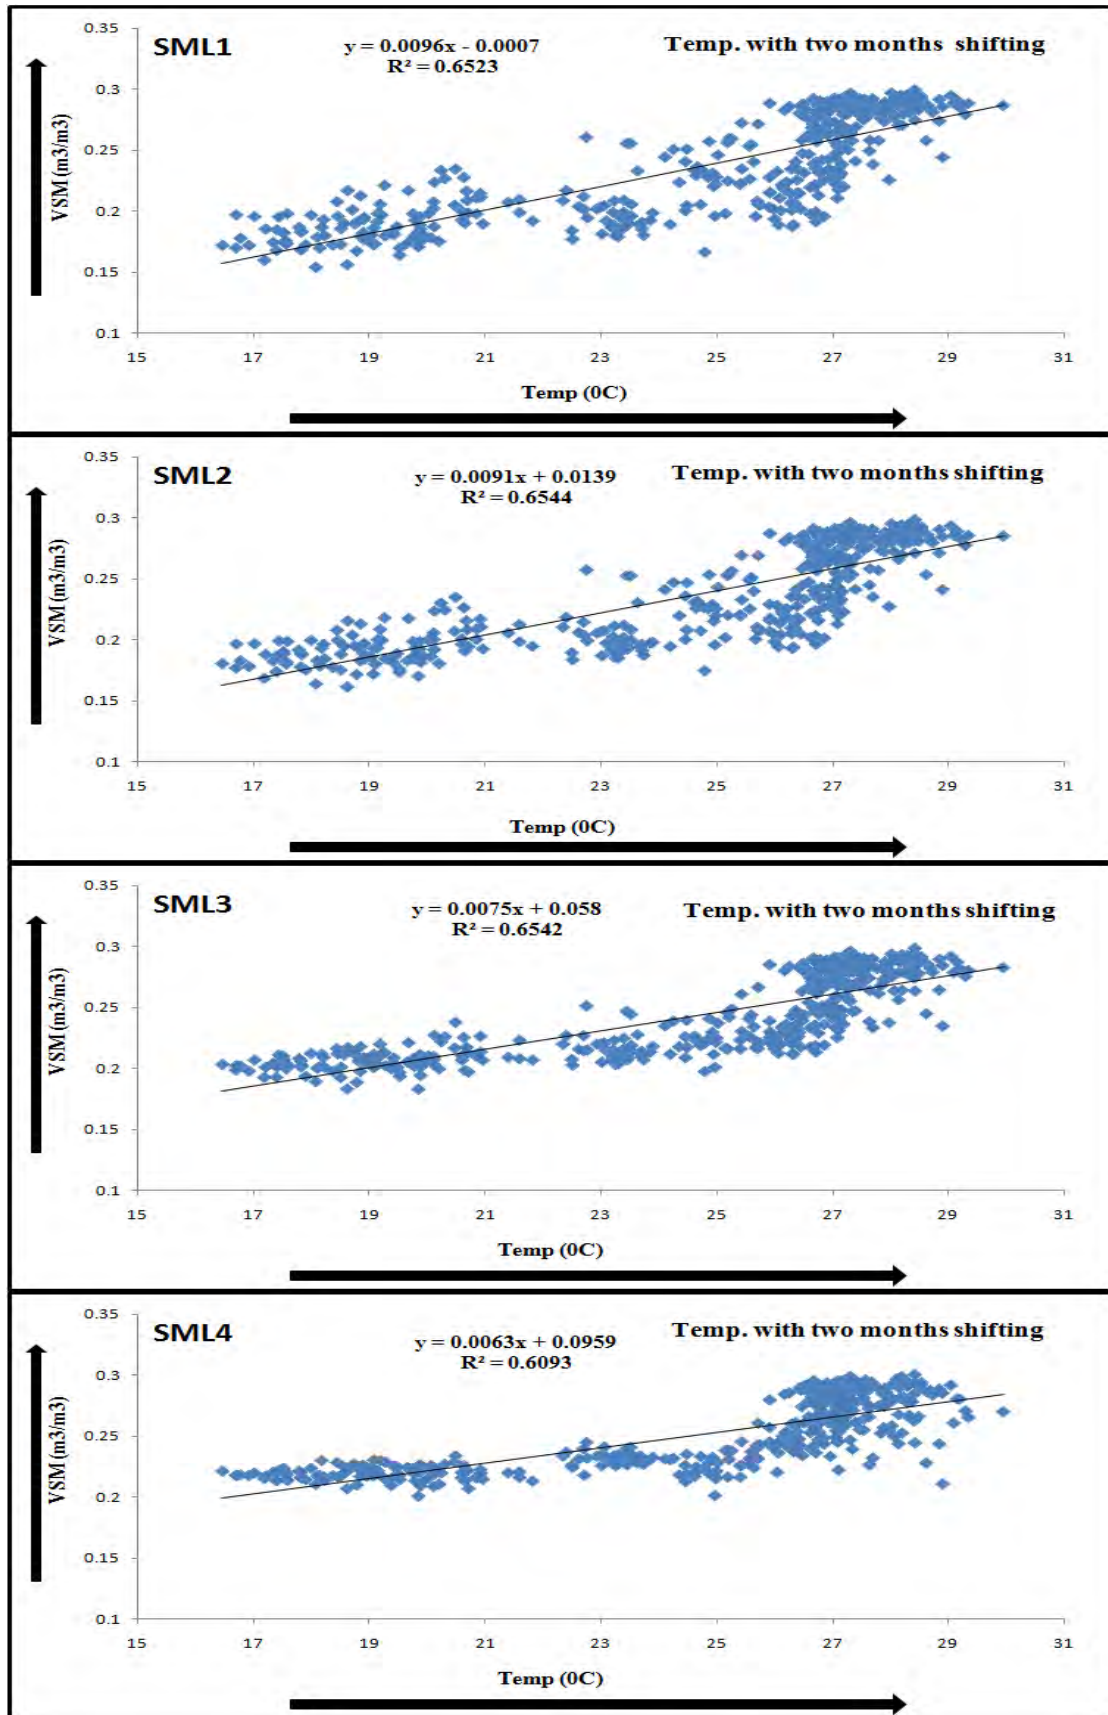 0.35
SML1
y = 0.0096x - 0.0007
R² = 0.6523
Temp. with two months shifting
0.3
0.25
0.2
0.15
0.1
VSM (m3/m3)
15 17 19 21 23 25 27 29 31
Temp (0C)
0.35
SML2
y = 0.0091x + 0.0139
R² = 0.6544
Temp. with two months shifting
0.3
0.25
0.2
0.15
0.1
VSM (m3/m3)
15 17 19 21 23 25 27 29 31
Temp (0C)
0.35
SML3
y = 0.0075x + 0.058
R² = 0.6542
Temp. with two months shifting
0.3
0.25
0.2
0.15
0.1
VSM (m3/m3)
15 17 19 21 23 25 27 29 31
Temp (0C)
0.35
SML4
y = 0.0063x + 0.0959
R² = 0.6093
Temp. with two months shifting
0.3
0.25
0.2
0.15
0.1
VSM (m3/m3)
15 17 19 21 23 25 27 29 31
Temp (0C)